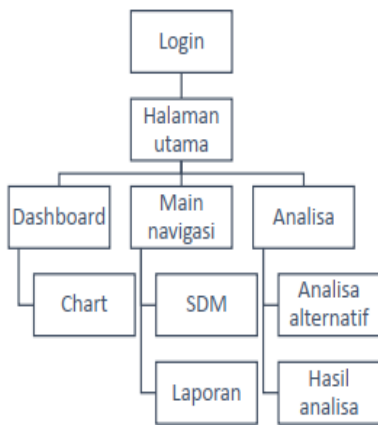 Login
Halaman
utama
Dashboard
Main
navigasi
Analisa
Chart
SDM
Analisa
alternatif
Laporan
Hasil
analisa